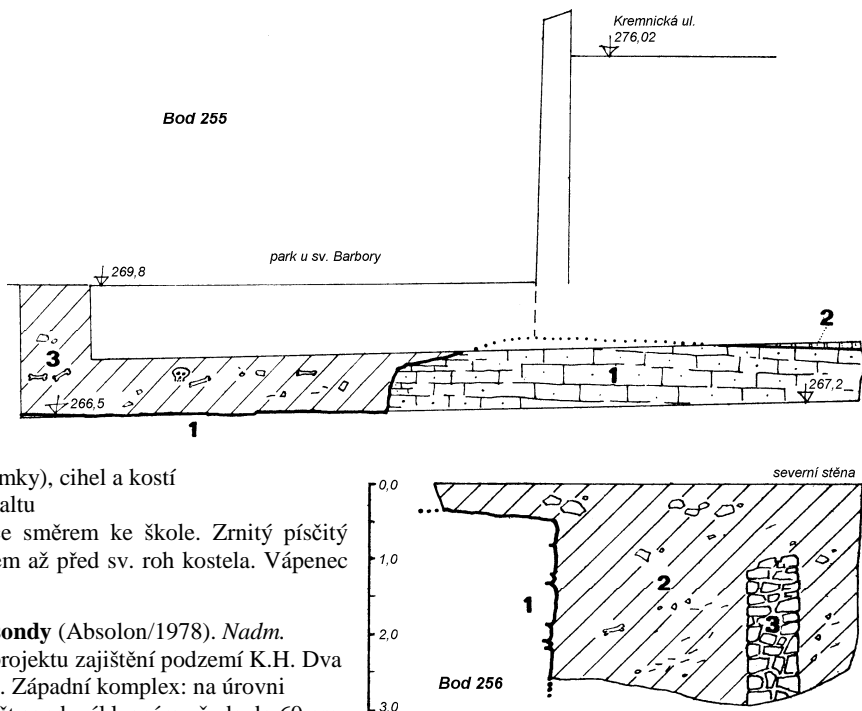 Kremnická ul.
276,02
Bod 255
park u sv. Barbory
269,8
2
3
1
267,2
266,5
1
mky), cihel a kostí
altu
e směrem ke škole. Zrnitý písčitý
em až před sv. roh kostela. Vápenec
ondy (Absolon/1978). Nadm.
projektu zajištění podzemí K.H. Dva
. Západní komplex: na úrovni
severní stěna
0,0
1,0
2
1
2,0
3
Bod 256
3,0